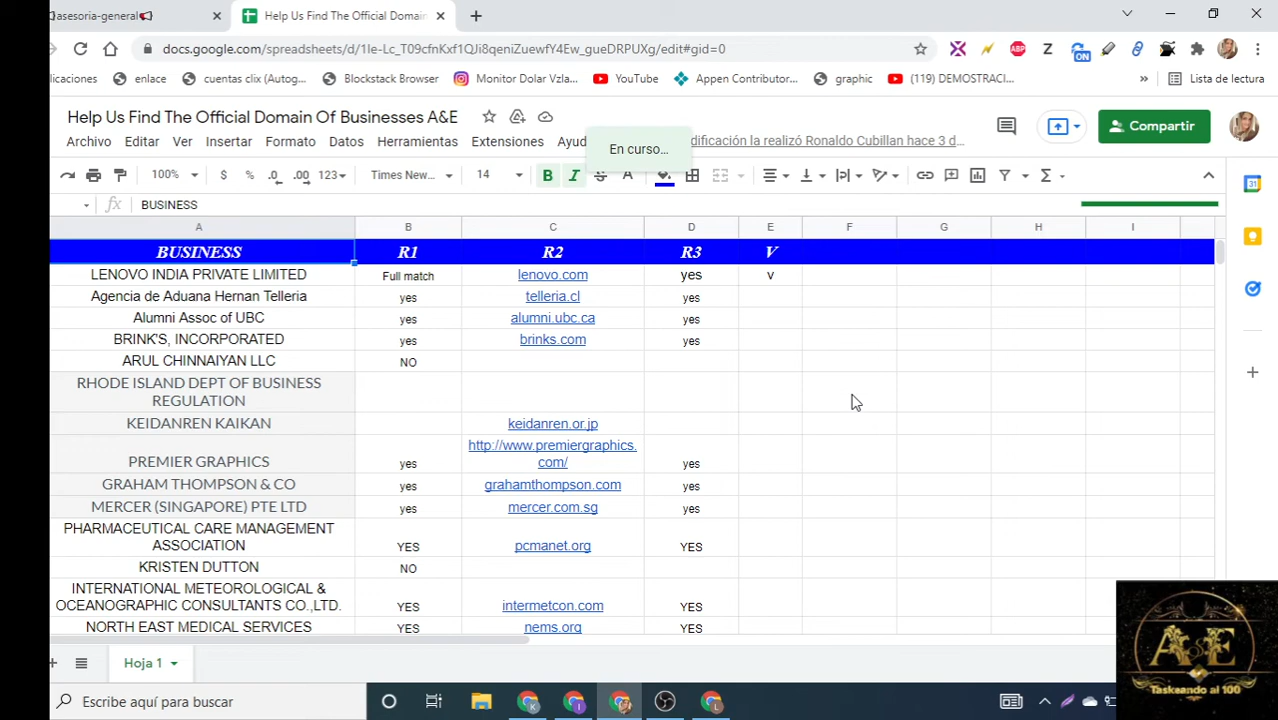 asesoria-general
Help Us Find The Official Domain
docs.google.com/spreadsheets/d/1Ie-Lc_T09cfnKxf1QJi8qeniZuewfY4Ew_gueDRPUXg/edit#gid=0
ABP
Z
ON
licaciones
enlace
cuentas clix (Autog...
Blockstack Browser
Monitor Dolar Vzla...
YouTube
Appen Contributor...
graphic
(119) DEMOSTRACI...
»
Lista de lectura
Help Us Find The Official Domain Of Businesses A&E
Archivo Editar Ver Insertar Formato Datos Herramientas Extensiones Ayud
En curso...
dificación la realizó Ronaldo Cubillan hace 3 d...
Compartir
100% $ % .0 .00 123 Times New... 14 B I S A
fx BUSINESS
A B C D E F G H I
BUSINESS R1 R2 R3 V
LENOVO INDIA PRIVATE LIMITED Full match lenovo.com yes v
Agencia de Aduana Hernan Telleria yes telleria.cl yes
Alumni Assoc of UBC yes alumni.ubc.ca yes
BRINK'S, INCORPORATED yes brinks.com yes
ARUL CHINNAIYAN LLC NO
RHODE ISLAND DEPT OF BUSINESS
REGULATION
KEIDANREN KAIKAN keidanren.or.jp
http://www.premiergraphics.
PREMIER GRAPHICS yes com/ yes
GRAHAM THOMPSON & CO yes grahamthompson.com yes
MERCER (SINGAPORE) PTE LTD yes mercer.com.sg yes
PHARMACEUTICAL CARE MANAGEMENT
ASSOCIATION YES pcmanet.org YES
KRISTEN DUTTON NO
INTERNATIONAL METEOROLOGICAL &
OCEANOGRAPHIC CONSULTANTS CO.,LTD. YES intermetcon.com YES
NORTH EAST MEDICAL SERVICES YES nems.org YES
Hoja 1
Escribe aquí para buscar
A&E
Taskeando al 100
31